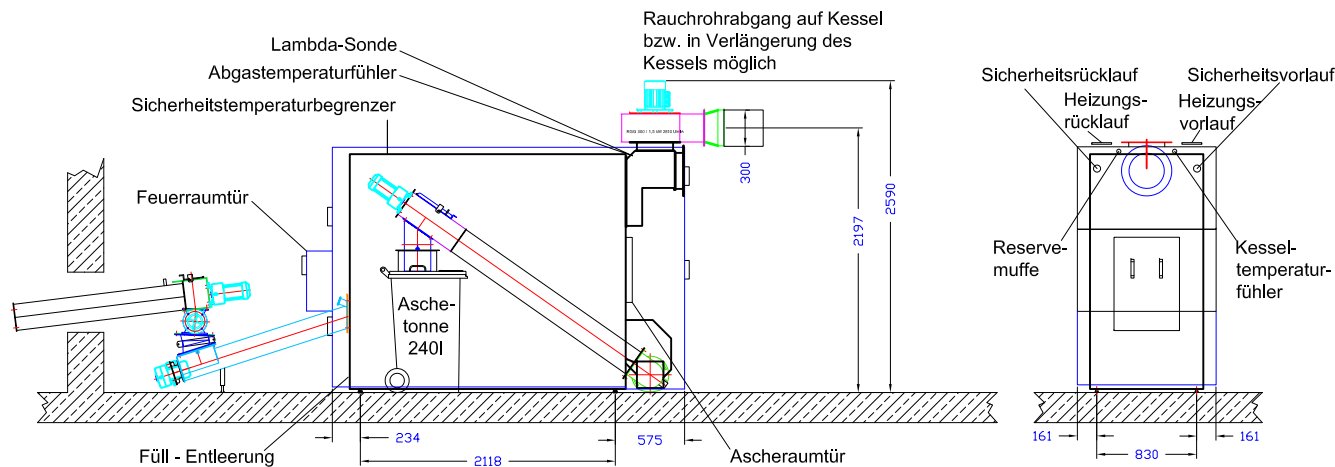 Rauchrohrabgang auf Kessel
bzw. in Verlängerung des
Kessels möglich
Lambda-Sonde
Abgastemperaturfühler
Sicherheitstemperaturbegrenzer
Feuerraumtür
Asche-
tonne
240l
300
2590
2197
234
575
2118
Füll - Entleerung
Ascheraumtür
Sicherheitsrücklauf
Sicherheitsvorlauf
Heizungs-
rücklauf
Heizungs-
vorlauf
Reserve-
muffe
Kessel-
temperatur-
fühler
161
830
161